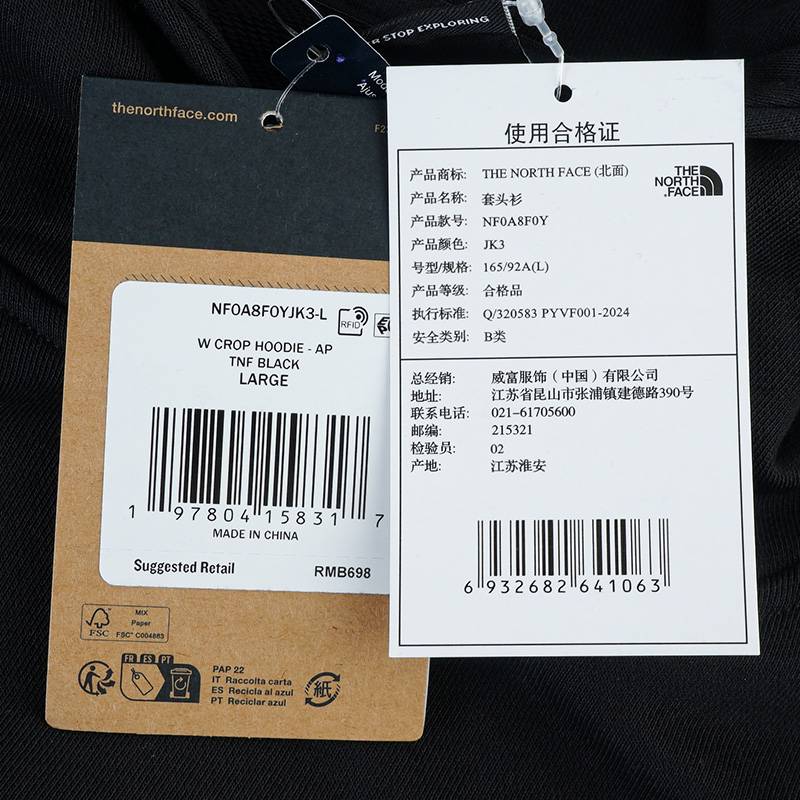 STOP EXPLORING
thenorthface.com
NF0A8F0YJK3-L
RFID
W CROP HOODIE - AP
TNF BLACK
LARGE
1 97804 15831 7
MADE IN CHINA
Suggested Retail RMB698
FSC
MIX
Paper
FSC® C004863
FR ES PT
PAP 22
IT Raccolta carta
ES Recicla al azul
PT Reciclar azul
紙
使用合格证
产品商标: THE NORTH FACE (北面)
THE
NORTH
FACE
产品名称: 套头衫
产品款号: NF0A8F0Y
产品颜色: JK3
号型/规格: 165/92A(L)
产品等级: 合格品
执行标准: Q/320583 PYVF001-2024
安全类别: B类
总经销: 威富服饰（中国）有限公司
地址: 江苏省昆山市张浦镇建德路390号
联系电话: 021-61705600
邮编: 215321
检验员: 02
产地: 江苏淮安
6 932682 641063